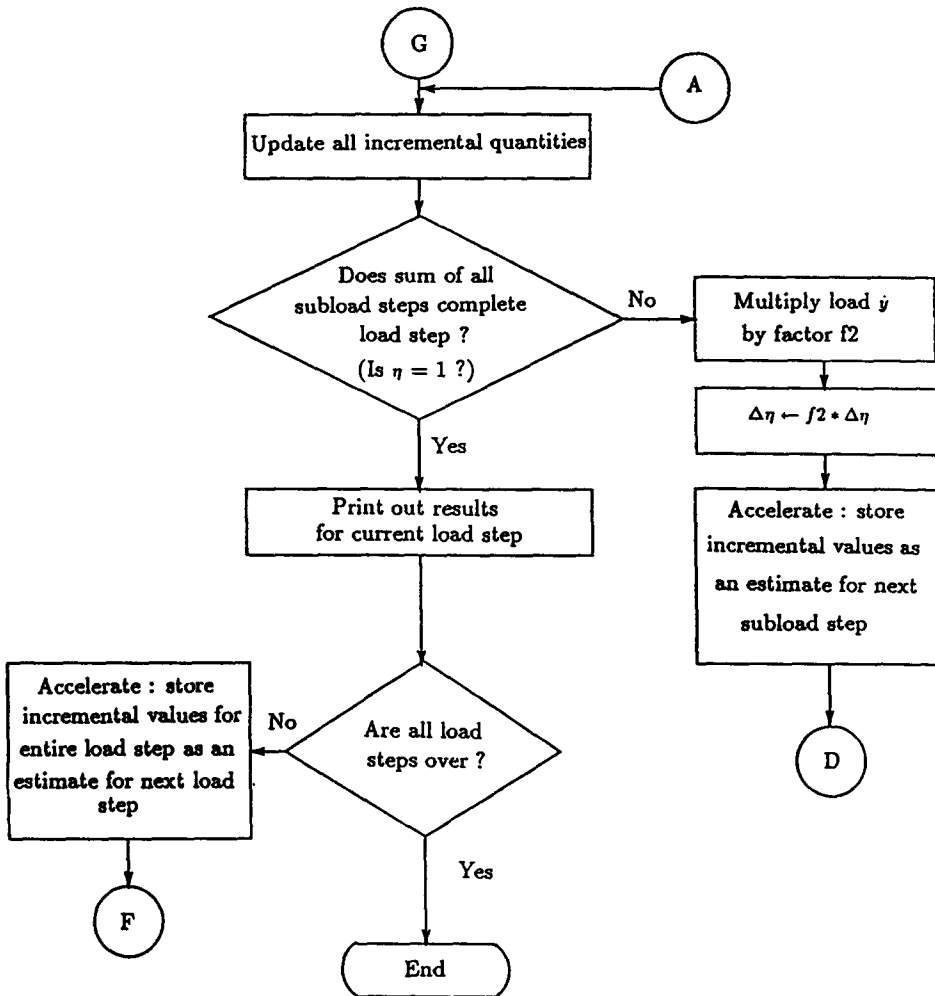 G
A
Update all incremental quantities
Does sum of all
subload steps complete
load step ?
(Is η = 1 ?)
No
Multiply load ẏ
by factor f2
Δη ← f2 * Δη
Accelerate : store
incremental values as
an estimate for next
subload step
D
Yes
Print out results
for current load step
Are all load
steps over ?
No
Accelerate : store
incremental values for
entire load step as an
estimate for next load
step
F
Yes
End